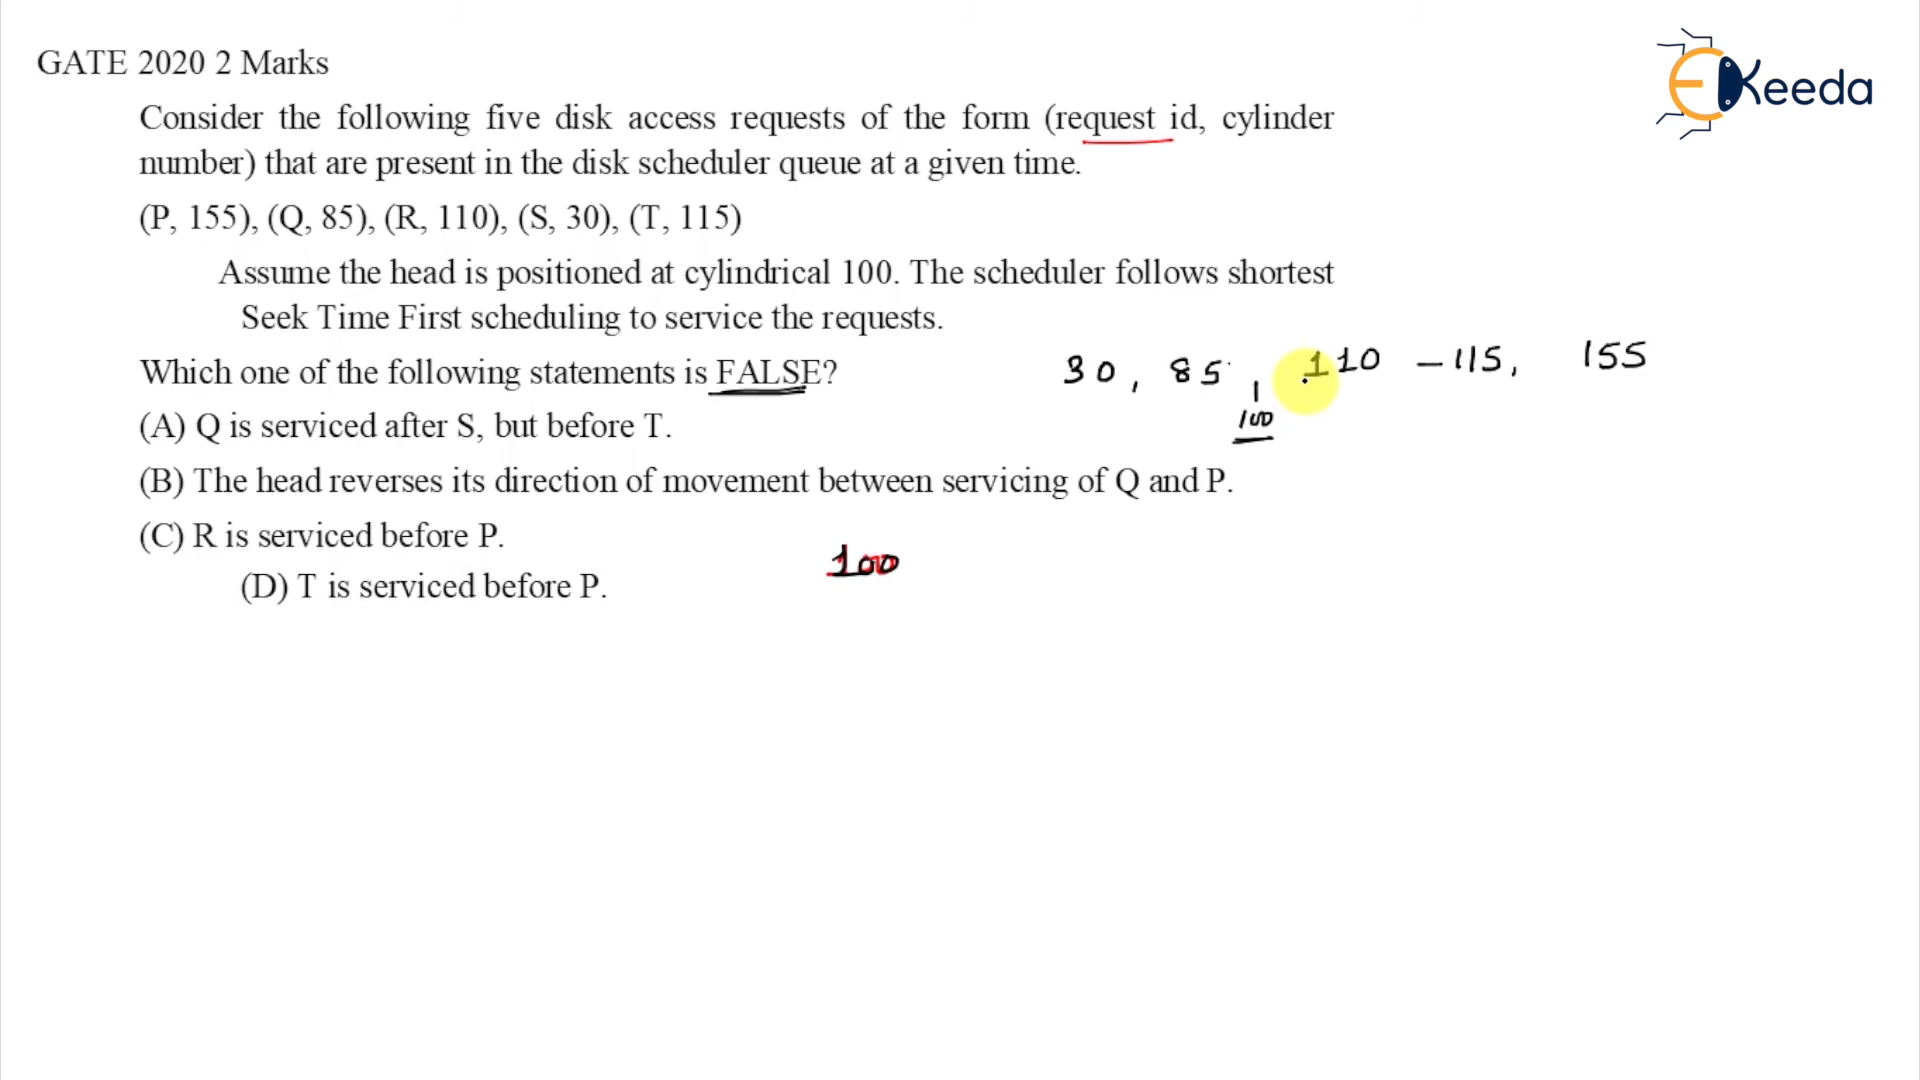 GATE 2020 2 Marks
EKeeda
Consider the following five disk access requests of the form (request id, cylinder
number) that are present in the disk scheduler queue at a given time.
(P, 155), (Q, 85), (R, 110), (S, 30), (T, 115)
Assume the head is positioned at cylindrical 100. The scheduler follows shortest
Seek Time First scheduling to service the requests.
Which one of the following statements is FALSE?
30, 85, 110 - 115, 155
100
(A) Q is serviced after S, but before T.
(B) The head reverses its direction of movement between servicing of Q and P.
(C) R is serviced before P.
100
(D) T is serviced before P.